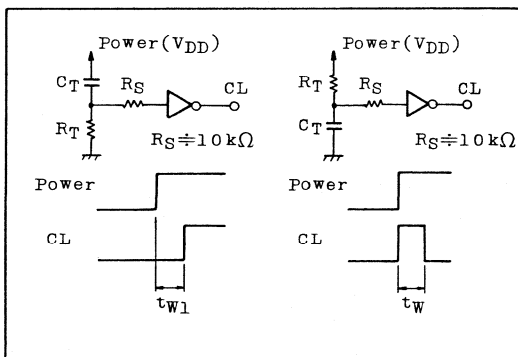 Power(VDD)
CT
RS
CL
RT
RS≒10kΩ
Power
CL
tW1
Power(VDD)
RT
RS
CL
CT
RS≒10kΩ
Power
CL
tW